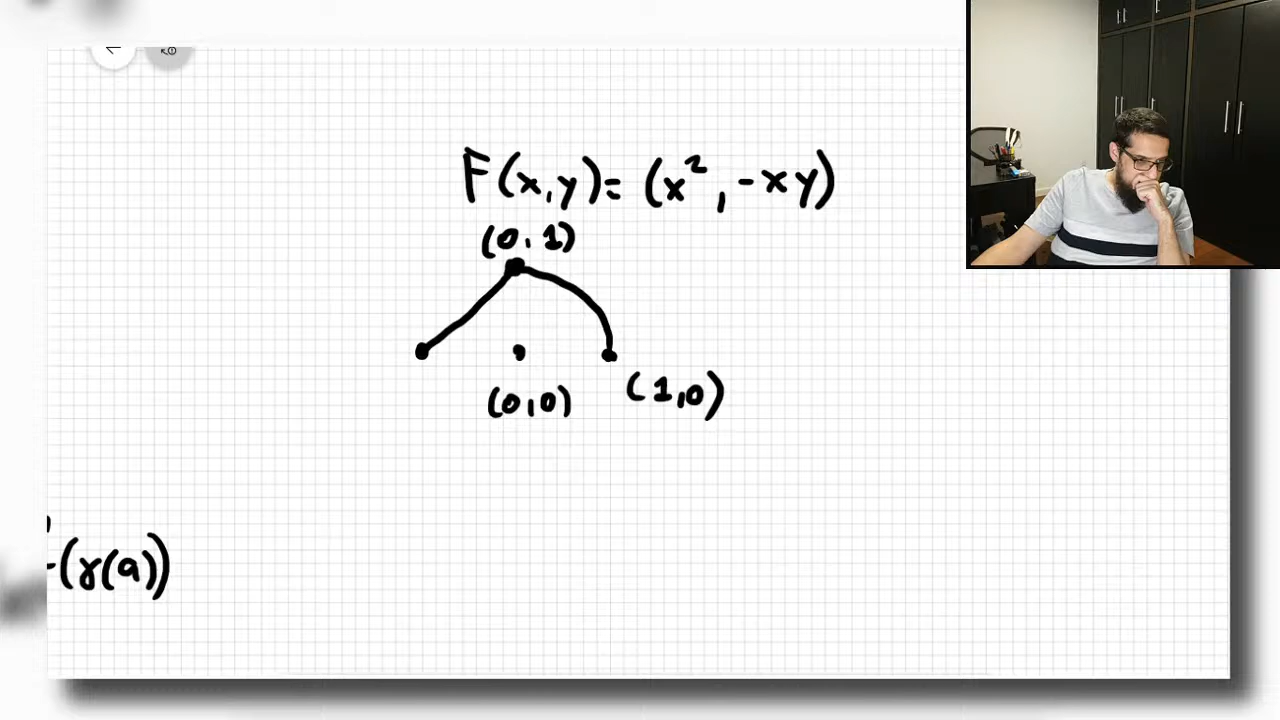 F(x,y)= (x², -xy)
(0,1)
(0,0)
(1,0)
(γ(a))